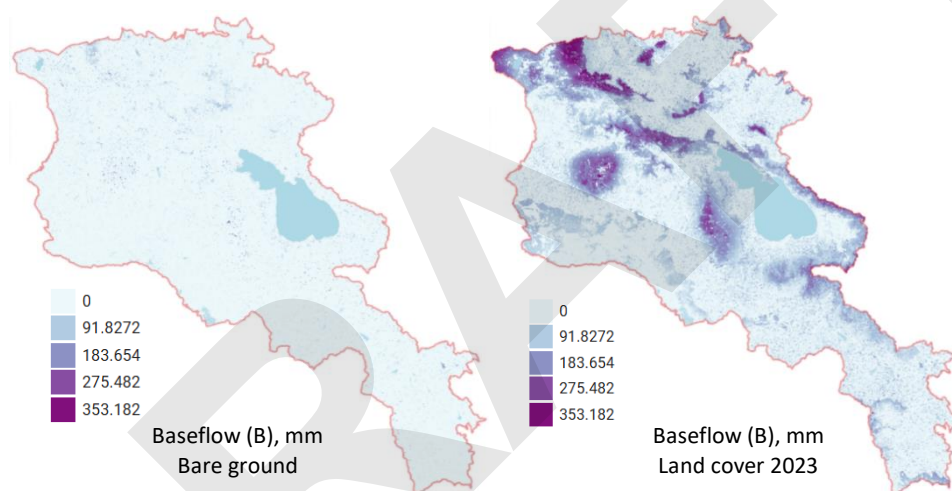 0
91.8272
183.654
275.482
353.182
Baseflow (B), mm
Bare ground
0
91.8272
183.654
275.482
353.182
Baseflow (B), mm
Land cover 2023
DRAFT